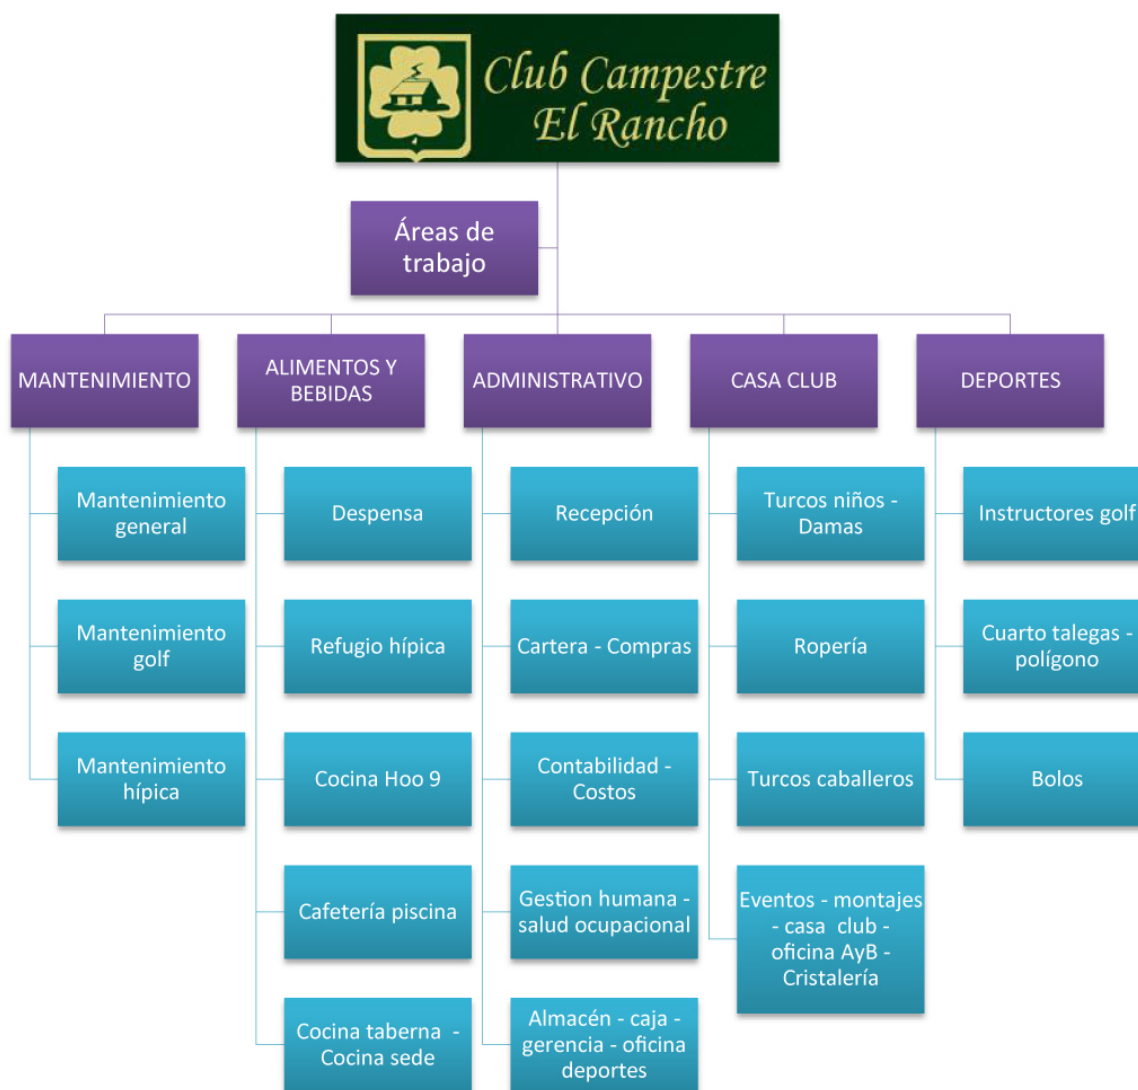 Club Campestre
El Rancho
Áreas de
trabajo
MANTENIMIENTO
Mantenimiento
general
Mantenimiento
golf
Mantenimiento
hípica
ALIMENTOS Y
BEBIDAS
Despensa
Refugio hípica
Cocina Hoo 9
Cafetería piscina
Cocina taberna -
Cocina sede
ADMINISTRATIVO
Recepción
Cartera - Compras
Contabilidad -
Costos
Gestion humana -
salud ocupacional
Almacén - caja -
gerencia - oficina
deportes
CASA CLUB
Turcos niños -
Damas
Ropería
Turcos caballeros
Eventos - montajes
- casa club -
oficina AyB -
Cristalería
DEPORTES
Instructores golf
Cuarto talegas -
polígono
Bolos